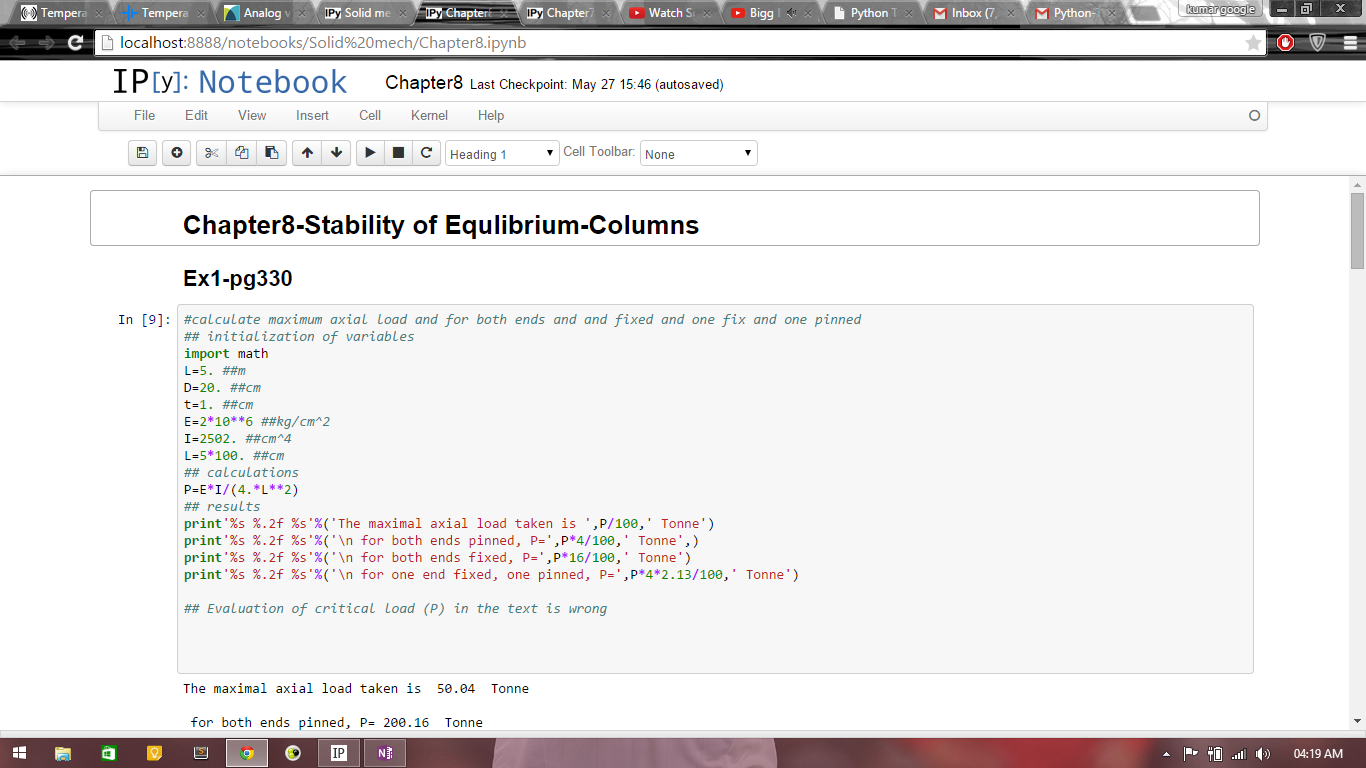 Tempera
Tempera
Analog v
IPy Solid me
IPy Chapter
IPy Chapter7
Watch S
Bigg
Python T
Inbox (7
Python-
kumar google
localhost:8888/notebooks/Solid%20mech/Chapter8.ipynb
IP[y]: Notebook
Chapter8 Last Checkpoint: May 27 15:46 (autosaved)
File Edit View Insert Cell Kernel Help
Heading 1 Cell Toolbar: None
Chapter8-Stability of Equlibrium-Columns
Ex1-pg330
In [9]:
#calculate maximum axial load and for both ends and and fixed and one fix and one pinned
## initialization of variables
import math
L=5. ##m
D=20. ##cm
t=1. ##cm
E=2*10**6 ##kg/cm^2
I=2502. ##cm^4
L=5*100. ##cm
## calculations
P=E*I/(4.*L**2)
## results
print'%s %.2f %s'%('The maximal axial load taken is ',P/100,' Tonne')
print'%s %.2f %s'%('\n for both ends pinned, P=',P*4/100,' Tonne',)
print'%s %.2f %s'%('\n for both ends fixed, P=',P*16/100,' Tonne')
print'%s %.2f %s'%('\n for one end fixed, one pinned, P=',P*4*2.13/100,' Tonne')
## Evaluation of critical load (P) in the text is wrong
The maximal axial load taken is  50.04  Tonne
for both ends pinned, P= 200.16  Tonne
IP
N
04:19 AM